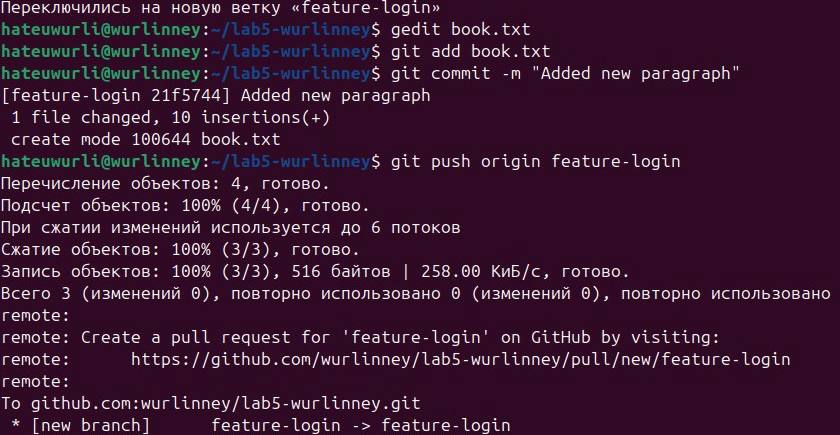 Переключились на новую ветку «feature-login»
hateuwurli@wurlinney:~/lab5-wurlinney$ gedit book.txt
hateuwurli@wurlinney:~/lab5-wurlinney$ git add book.txt
hateuwurli@wurlinney:~/lab5-wurlinney$ git commit -m "Added new paragraph"
[feature-login 21f5744] Added new paragraph
 1 file changed, 10 insertions(+)
 create mode 100644 book.txt
hateuwurli@wurlinney:~/lab5-wurlinney$ git push origin feature-login
Перечисление объектов: 4, готово.
Подсчет объектов: 100% (4/4), готово.
При сжатии изменений используется до 6 потоков
Сжатие объектов: 100% (3/3), готово.
Запись объектов: 100% (3/3), 516 байтов | 258.00 КиБ/с, готово.
Всего 3 (изменений 0), повторно использовано 0 (изменений 0), повторно использовано
remote:
remote: Create a pull request for 'feature-login' on GitHub by visiting:
remote:      https://github.com/wurlinney/lab5-wurlinney/pull/new/feature-login
remote:
To github.com:wurlinney/lab5-wurlinney.git
 * [new branch]      feature-login -> feature-login